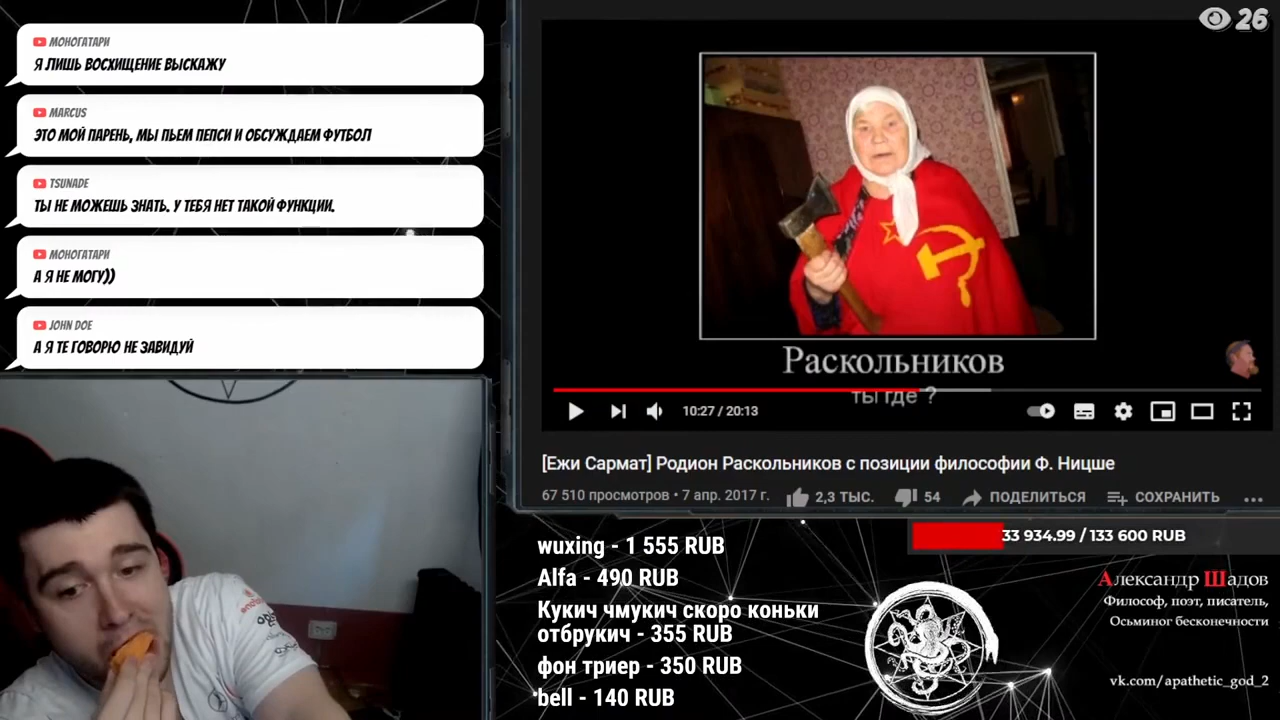 МОНОГАТАРИ
Я ЛИШЬ ВОСХИЩЕНИЕ ВЫСКАЖУ
MARCUS
ЭТО МОЙ ПАРЕНЬ, МЫ ПЬЕМ ПЕПСИ И ОБСУЖДАЕМ ФУТБОЛ
TSUNADE
ТЫ НЕ МОЖЕШЬ ЗНАТЬ. У ТЕБЯ НЕТ ТАКОЙ ФУНКЦИИ.
МОНОГАТАРИ
А Я НЕ МОГУ))
JOHN DOE
А Я ТЕ ГОВОРЮ НЕ ЗАВИДУЙ
26
Раскольников
ты где ?
10:27 / 20:13
[Ежи Сармат] Родион Раскольников с позиции философии Ф. Ницше
67 510 просмотров • 7 апр. 2017 г. 2,3 ТЫС. 54 ПОДЕЛИТЬСЯ СОХРАНИТЬ ...
33 934.99 / 133 600 RUB
wuxing - 1 555 RUB
Alfa - 490 RUB
Кукич чмукич скоро коньки
отбрукич - 355 RUB
фон триер - 350 RUB
bell - 140 RUB
Александр Шадов
Философ, поэт, писатель,
Осьминог бесконечности
vk.com/apathetic_god_2